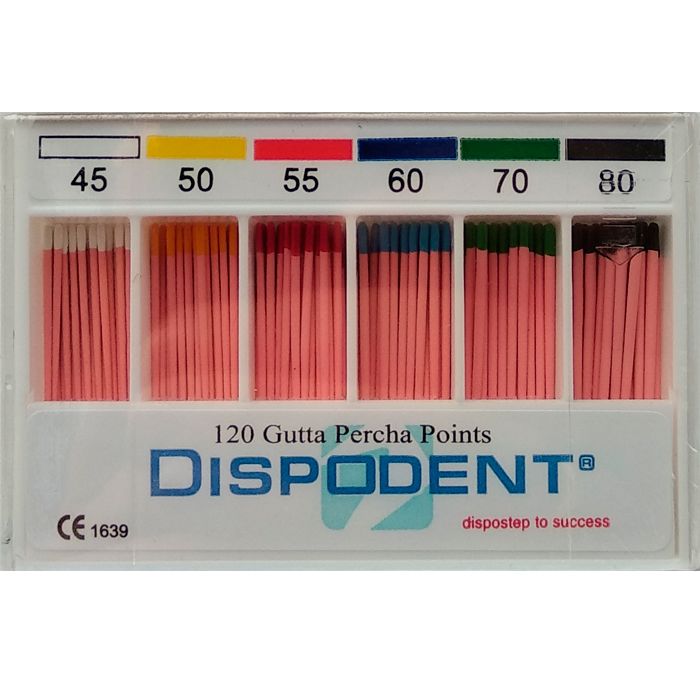 45 50 55 60 70 80
120 Gutta Percha Points
DISPODENT®
CE 1639
dispostep to success